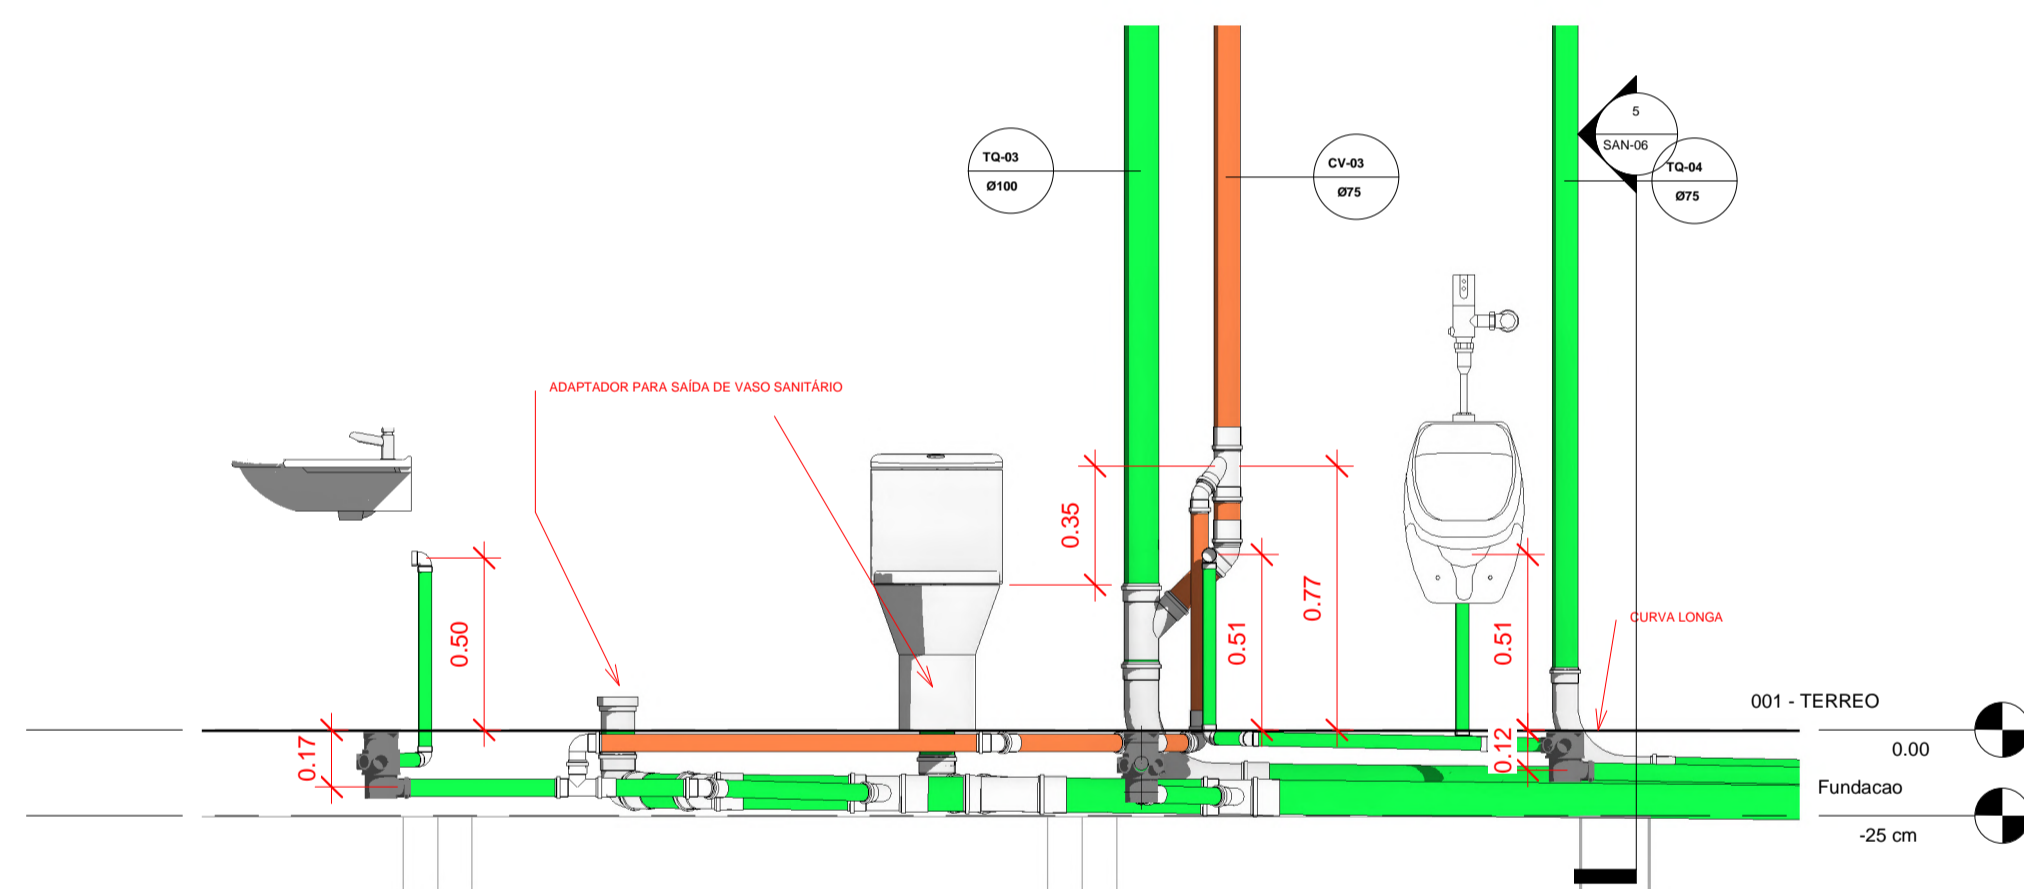 5
SAN-06
TQ-03
Ø100
CV-03
Ø75
TQ-04
Ø75
ADAPTADOR PARA SAÍDA DE VASO SANITÁRIO
0.35
0.77
0.50
0.51
0.51
CURVA LONGA
0.17
0.12
001 - TERREO
0.00
Fundacao
-25 cm